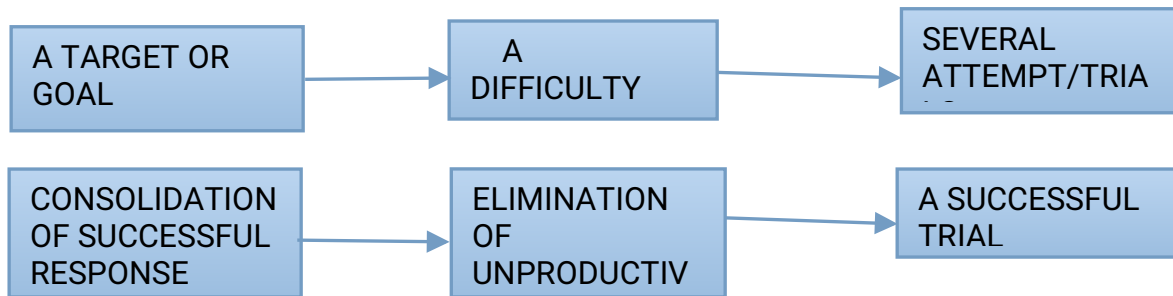 A TARGET OR
GOAL
A
DIFFICULTY
SEVERAL
ATTEMPT/TRIA
CONSOLIDATION
OF SUCCESSFUL
RESPONSE
ELIMINATION
OF
UNPRODUCTIV
A SUCCESSFUL
TRIAL